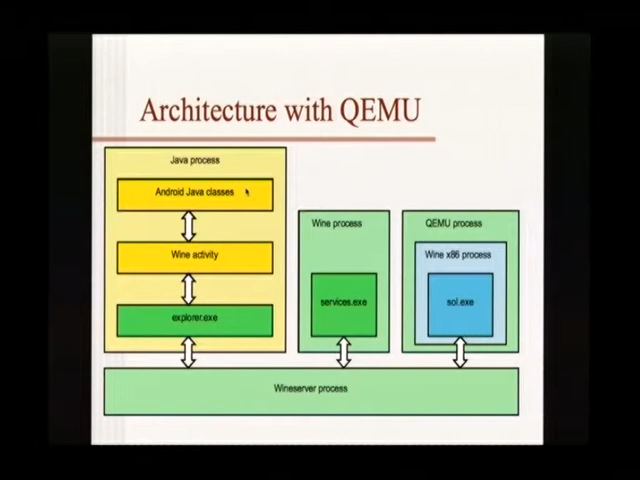 Architecture with QEMU
Java process
Android Java classes
Wine activity
explorer.exe
Wine process
services.exe
QEMU process
Wine x86 process
sol.exe
Wineserver process